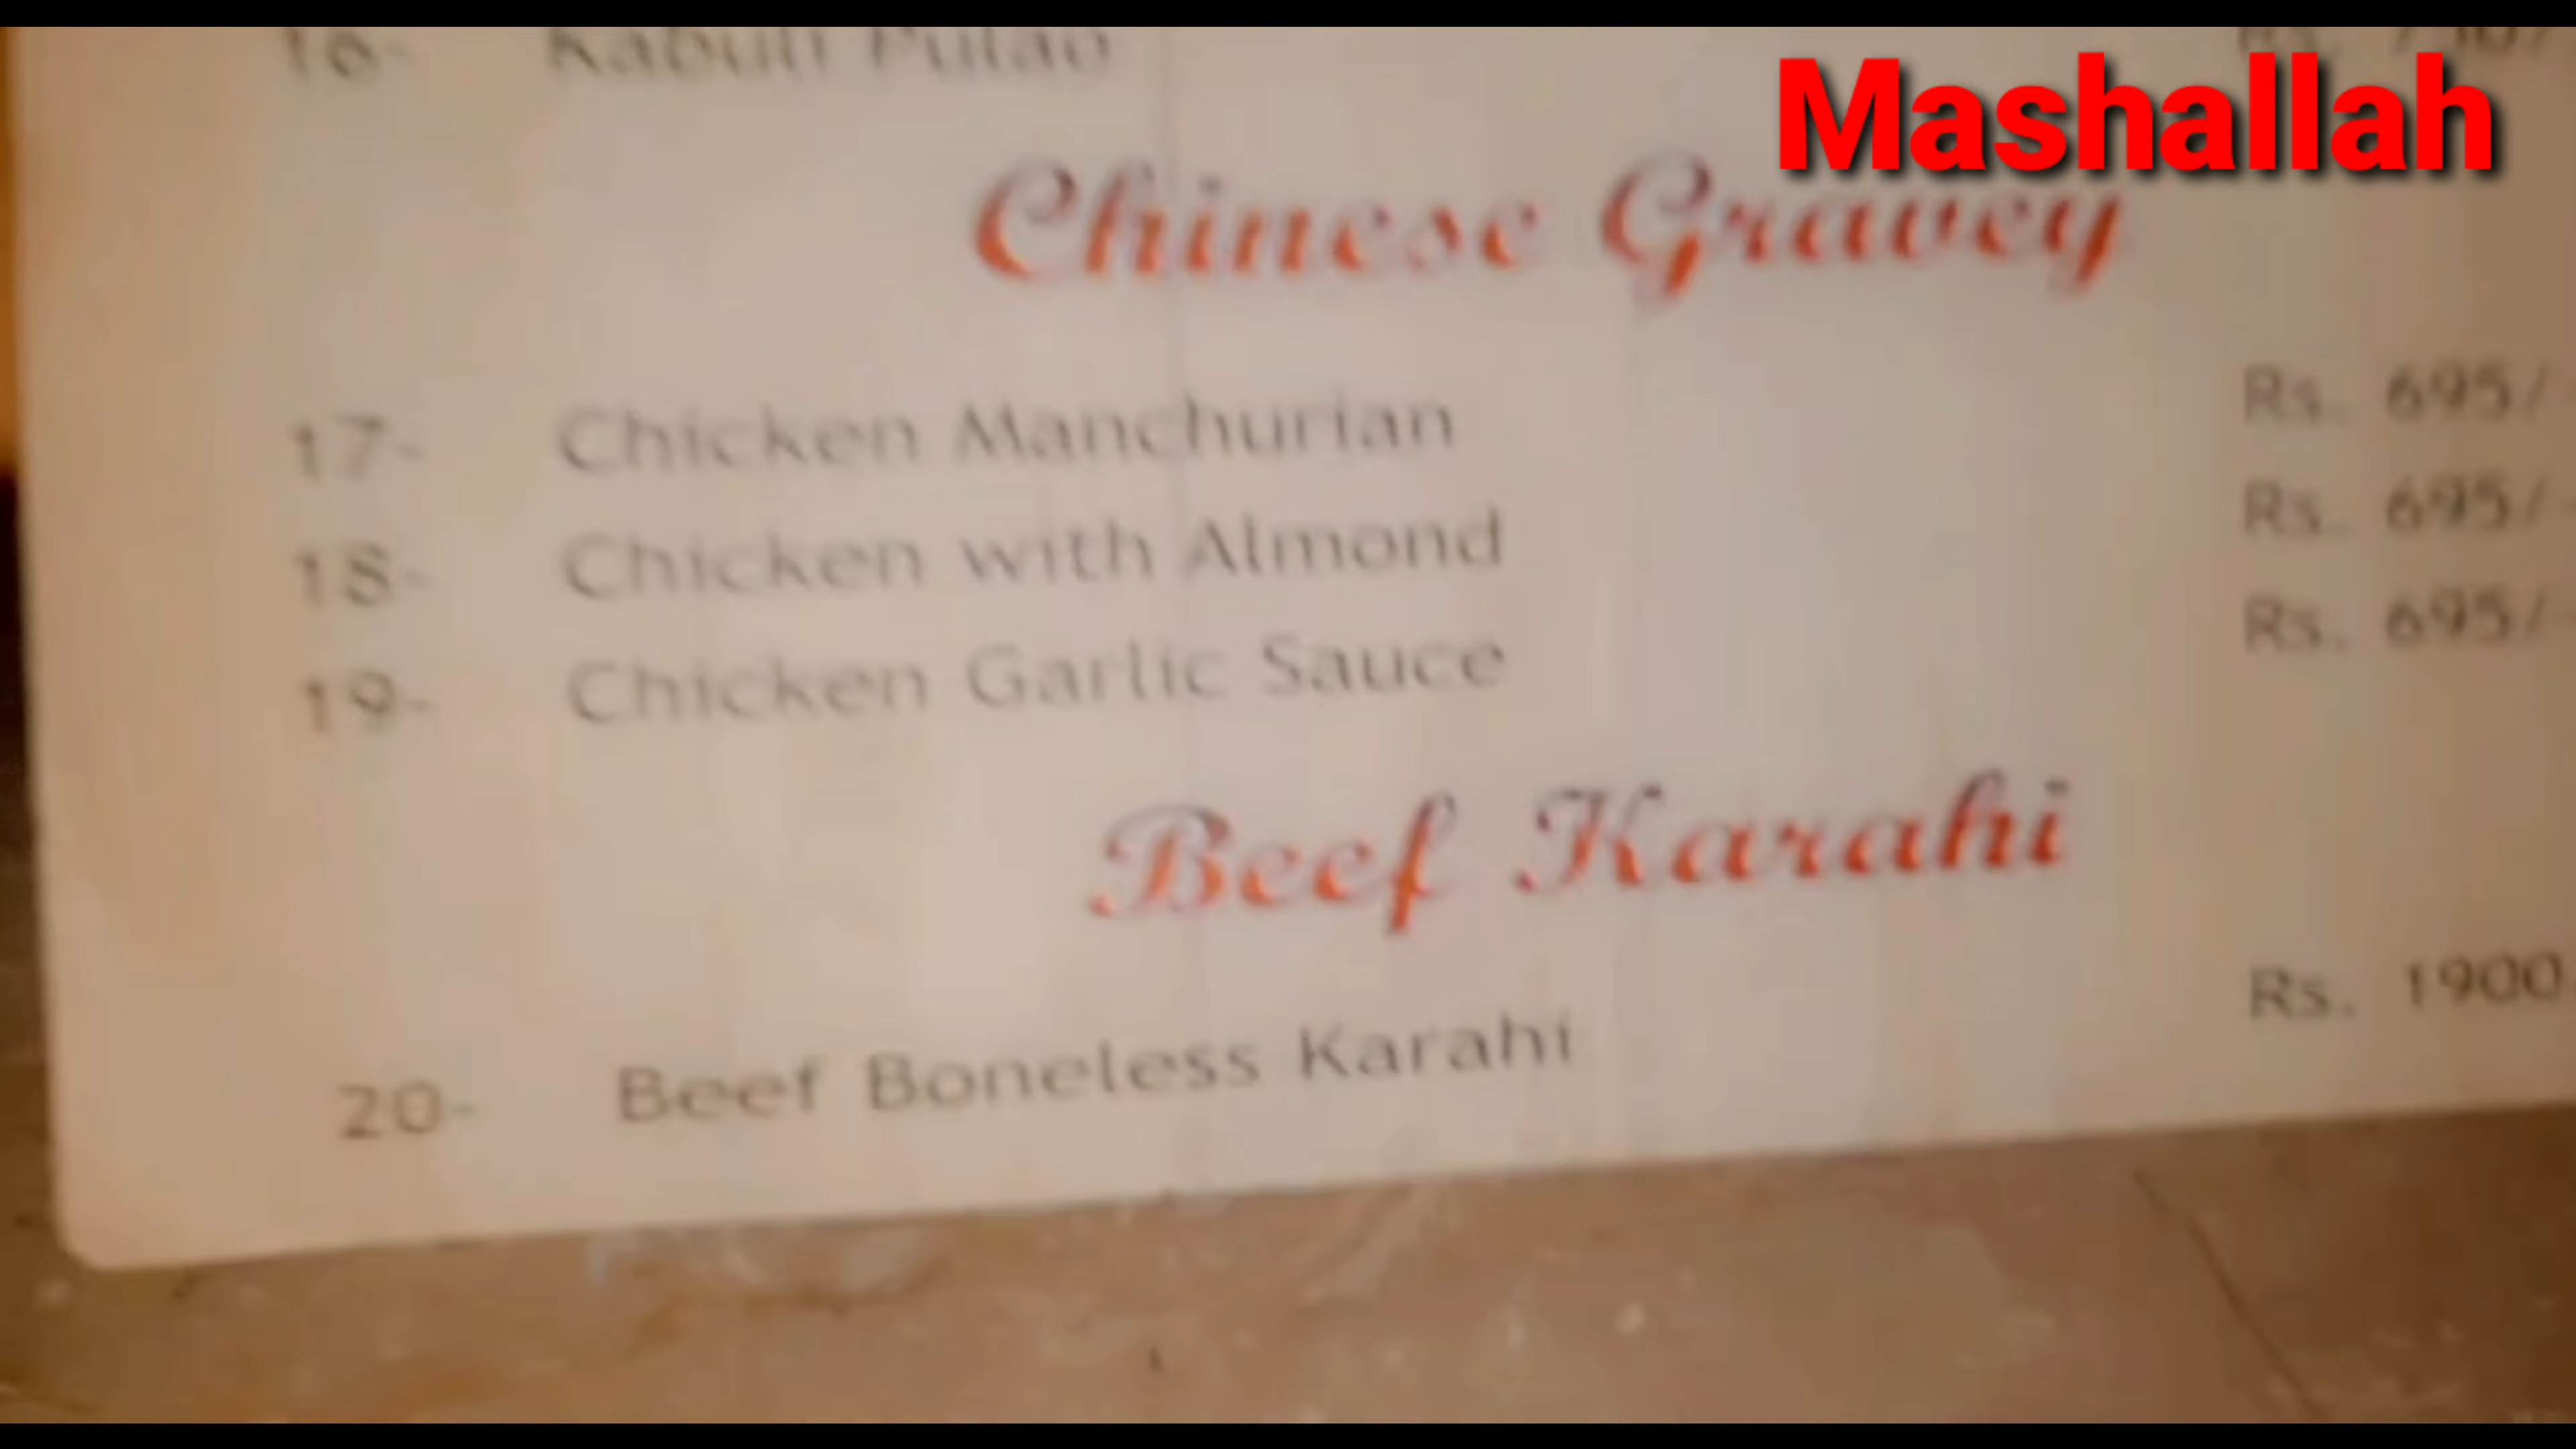 16- Kabuli Pulao Rs.
Mashallah
Chinese Gravey
17- Chicken Manchurian Rs. 695/
18- Chicken with Almond Rs. 695/
19- Chicken Garlic Sauce Rs. 695/
Beef Karahi
20- Beef Boneless Karahi Rs. 1900